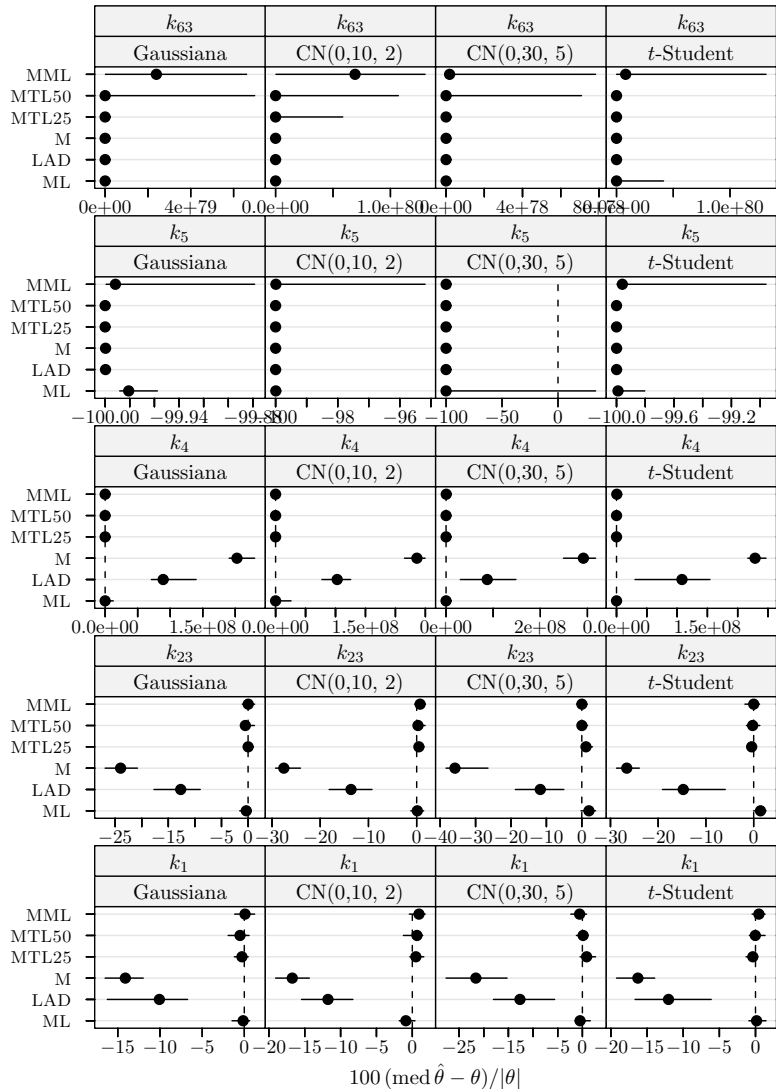 k63 k63 k63 k63
Gaussiana CN(0,10, 2) CN(0,30, 5) t-Student
MML
MTL50
MTL25
M
LAD
ML
0e+00 4e+79 0.0e+00 1.0e+80 0e+00 4e+78 1.0e+80
k5 k5 k5 k5
Gaussiana CN(0,10, 2) CN(0,30, 5) t-Student
MML
MTL50
MTL25
M
LAD
ML
−100.00 −99.94 −99.88 −98 −96 −100 −50 0 −100.0 −99.6 −99.2
k4 k4 k4 k4
Gaussiana CN(0,10, 2) CN(0,30, 5) t-Student
MML
MTL50
MTL25
M
LAD
ML
0.0e+00 1.5e+08 0.0e+00 1.5e+08 0e+00 2e+08 0.0e+00 1.5e+08
k23 k23 k23 k23
Gaussiana CN(0,10, 2) CN(0,30, 5) t-Student
MML
MTL50
MTL25
M
LAD
ML
−25 −15 −5 0 −30 −20 −10 0 −40 −30 −20 −10 0 −30 −20 −10 0
k1 k1 k1 k1
Gaussiana CN(0,10, 2) CN(0,30, 5) t-Student
MML
MTL50
MTL25
M
LAD
ML
−15 −10 −5 0 −20 −15 −10 −5 0 −25 −15 −5 0 −20 −15 −10 −5 0
100 (med θ̂ − θ)/|θ|